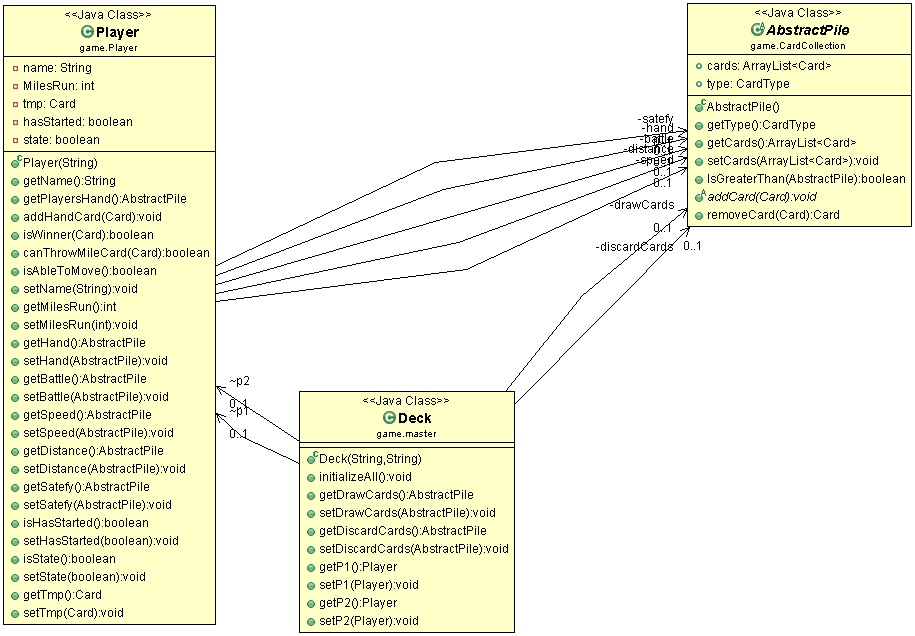 <<Java Class>>
Player
game.Player
name: String
MilesRun: int
tmp: Card
hasStarted: boolean
state: boolean
Player(String)
getName():String
getPlayersHand():AbstractPile
addHandCard(Card):void
isWinner(Card):boolean
canThrowMileCard(Card):boolean
isAbleToMove():boolean
setName(String):void
getMilesRun():int
setMilesRun(int):void
getHand():AbstractPile
setHand(AbstractPile):void
getBattle():AbstractPile
setBattle(AbstractPile):void
getSpeed():AbstractPile
setSpeed(AbstractPile):void
getDistance():AbstractPile
setDistance(AbstractPile):void
getSatefy():AbstractPile
setSatefy(AbstractPile):void
isHasStarted():boolean
setHasStarted(boolean):void
isState():boolean
setState(boolean):void
getTmp():Card
setTmp(Card):void
<<Java Class>>
AbstractPile
game.CardCollection
cards: ArrayList<Card>
type: CardType
AbstractPile()
getType():CardType
getCards():ArrayList<Card>
setCards(ArrayList<Card>):void
IsGreaterThan(AbstractPile):boolean
addCard(Card):void
removeCard(Card):Card
-satefy
-hand
-battle
-distance
-speed
0..1
0..1
-drawCards
0..1
-discardCards
0..1
~p2
0..1
~p1
0..1
<<Java Class>>
Deck
game.master
Deck(String,String)
initializeAll():void
getDrawCards():AbstractPile
setDrawCards(AbstractPile):void
getDiscardCards():AbstractPile
setDiscardCards(AbstractPile):void
getP1():Player
setP1(Player):void
getP2():Player
setP2(Player):void